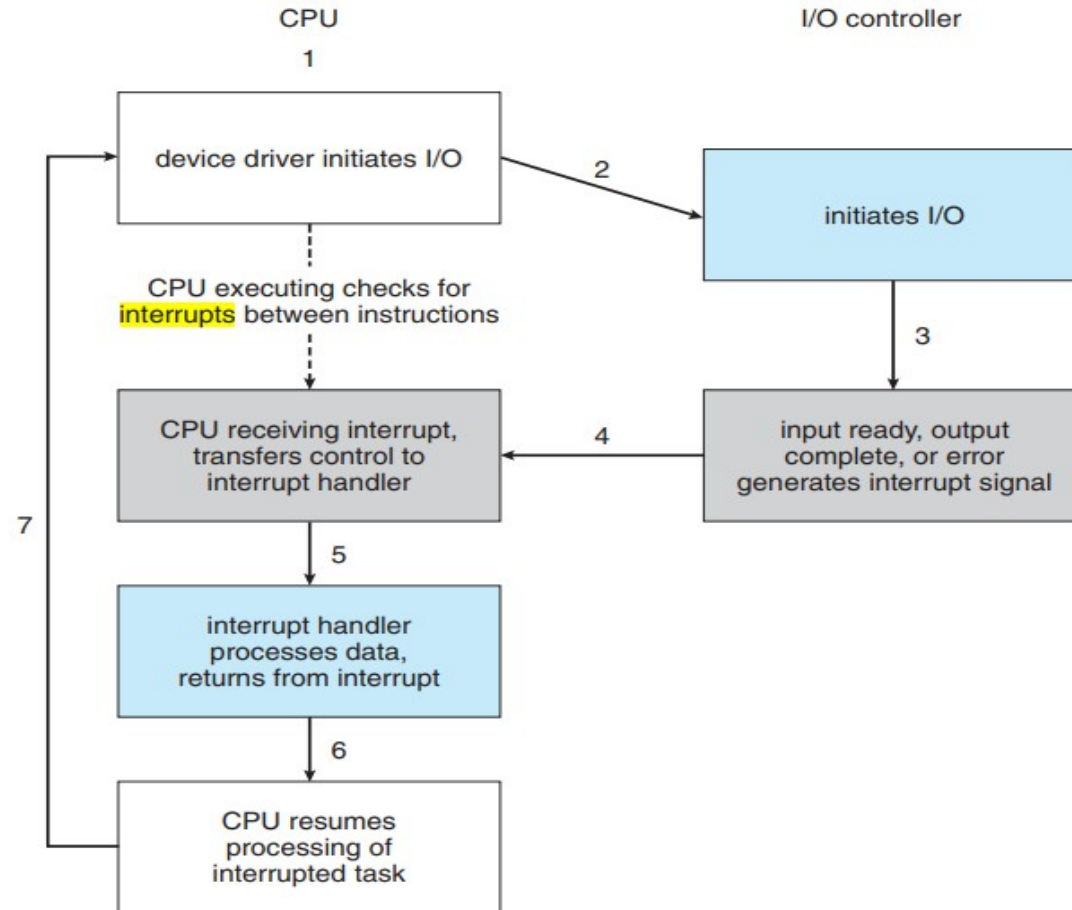 CPU
I/O controller
1
device driver initiates I/O
2
initiates I/O
CPU executing checks for
interrupts between instructions
3
CPU receiving interrupt,
transfers control to
interrupt handler
4
input ready, output
complete, or error
generates interrupt signal
7
5
interrupt handler
processes data,
returns from interrupt
6
CPU resumes
processing of
interrupted task